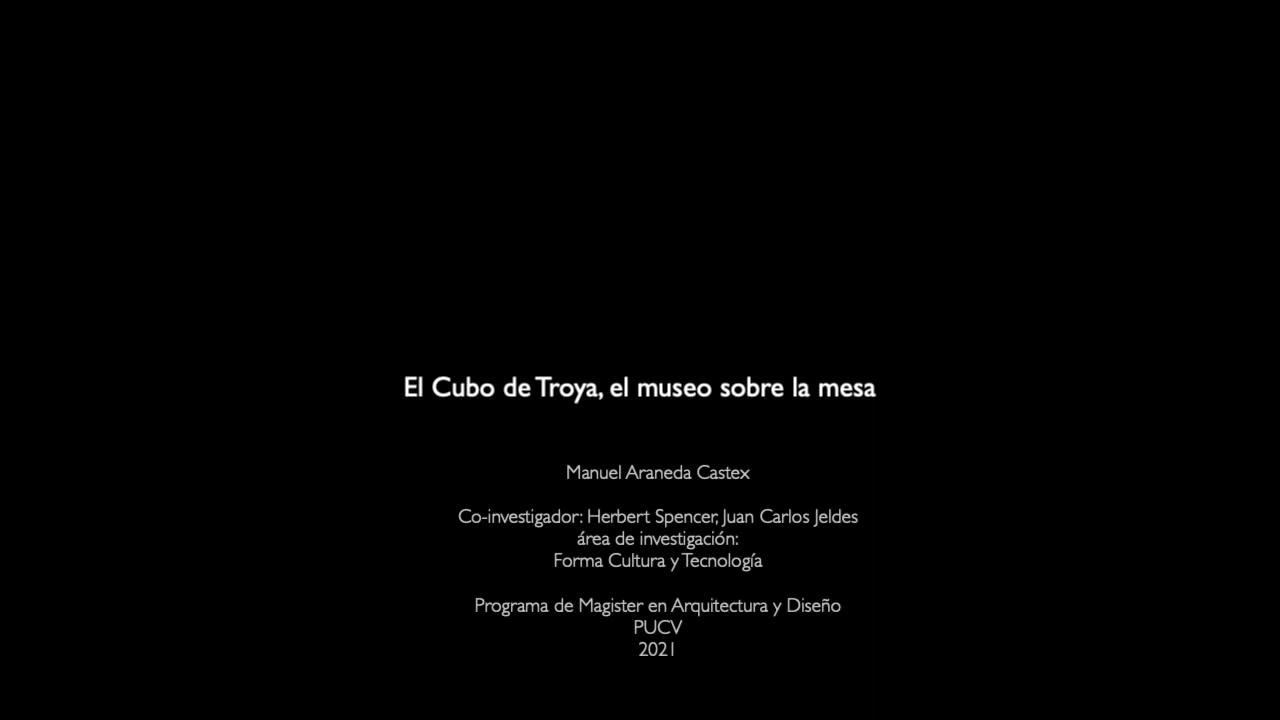 El Cubo de Troya, el museo sobre la mesa
Manuel Araneda Castex
Co-investigador: Herbert Spencer, Juan Carlos Jeldes
área de investigación:
Forma Cultura y Tecnología
Programa de Magister en Arquitectura y Diseño
PUCV
2021